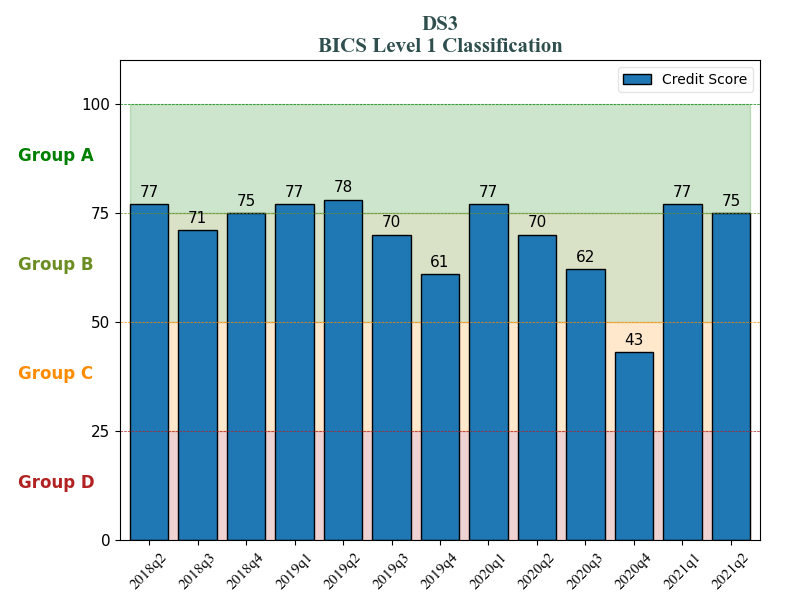 DS3
BICS Level 1 Classification
Credit Score
100
75
50
25
0
Group A
Group B
Group C
Group D
77
71
75
77
78
70
61
77
70
62
43
77
75
2018q2
2018q3
2018q4
2019q1
2019q2
2019q3
2019q4
2020q1
2020q2
2020q3
2020q4
2021q1
2021q2